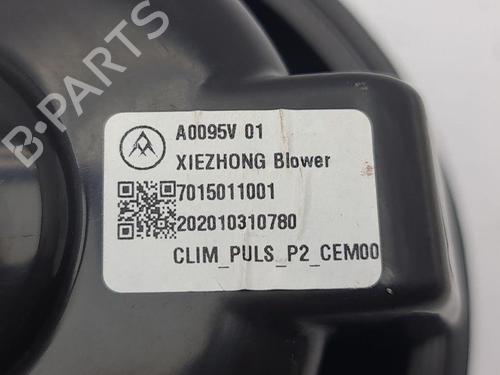 A0095V 01
XIEZHONG Blower
7015011001
202010310780
CLIM_PULS_P2_CEM00
B-PARTS